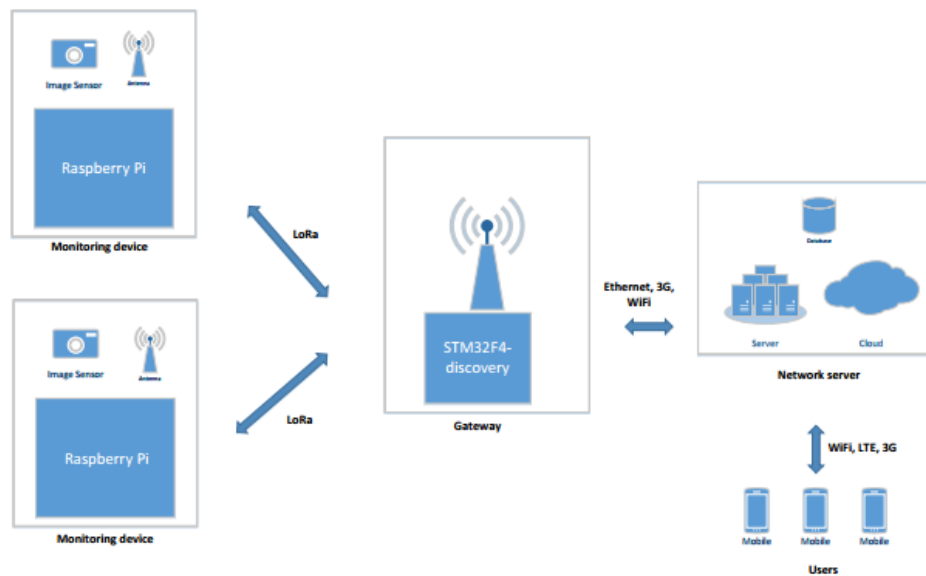 Image Sensor
Antenna
Raspberry Pi
Monitoring device
LoRa
Image Sensor
Antenna
Raspberry Pi
Monitoring device
LoRa
STM32F4-
discovery
Gateway
Ethernet, 3G,
WiFi
Database
Server
Cloud
Network server
WiFi, LTE, 3G
Mobile
Mobile
Mobile
Users